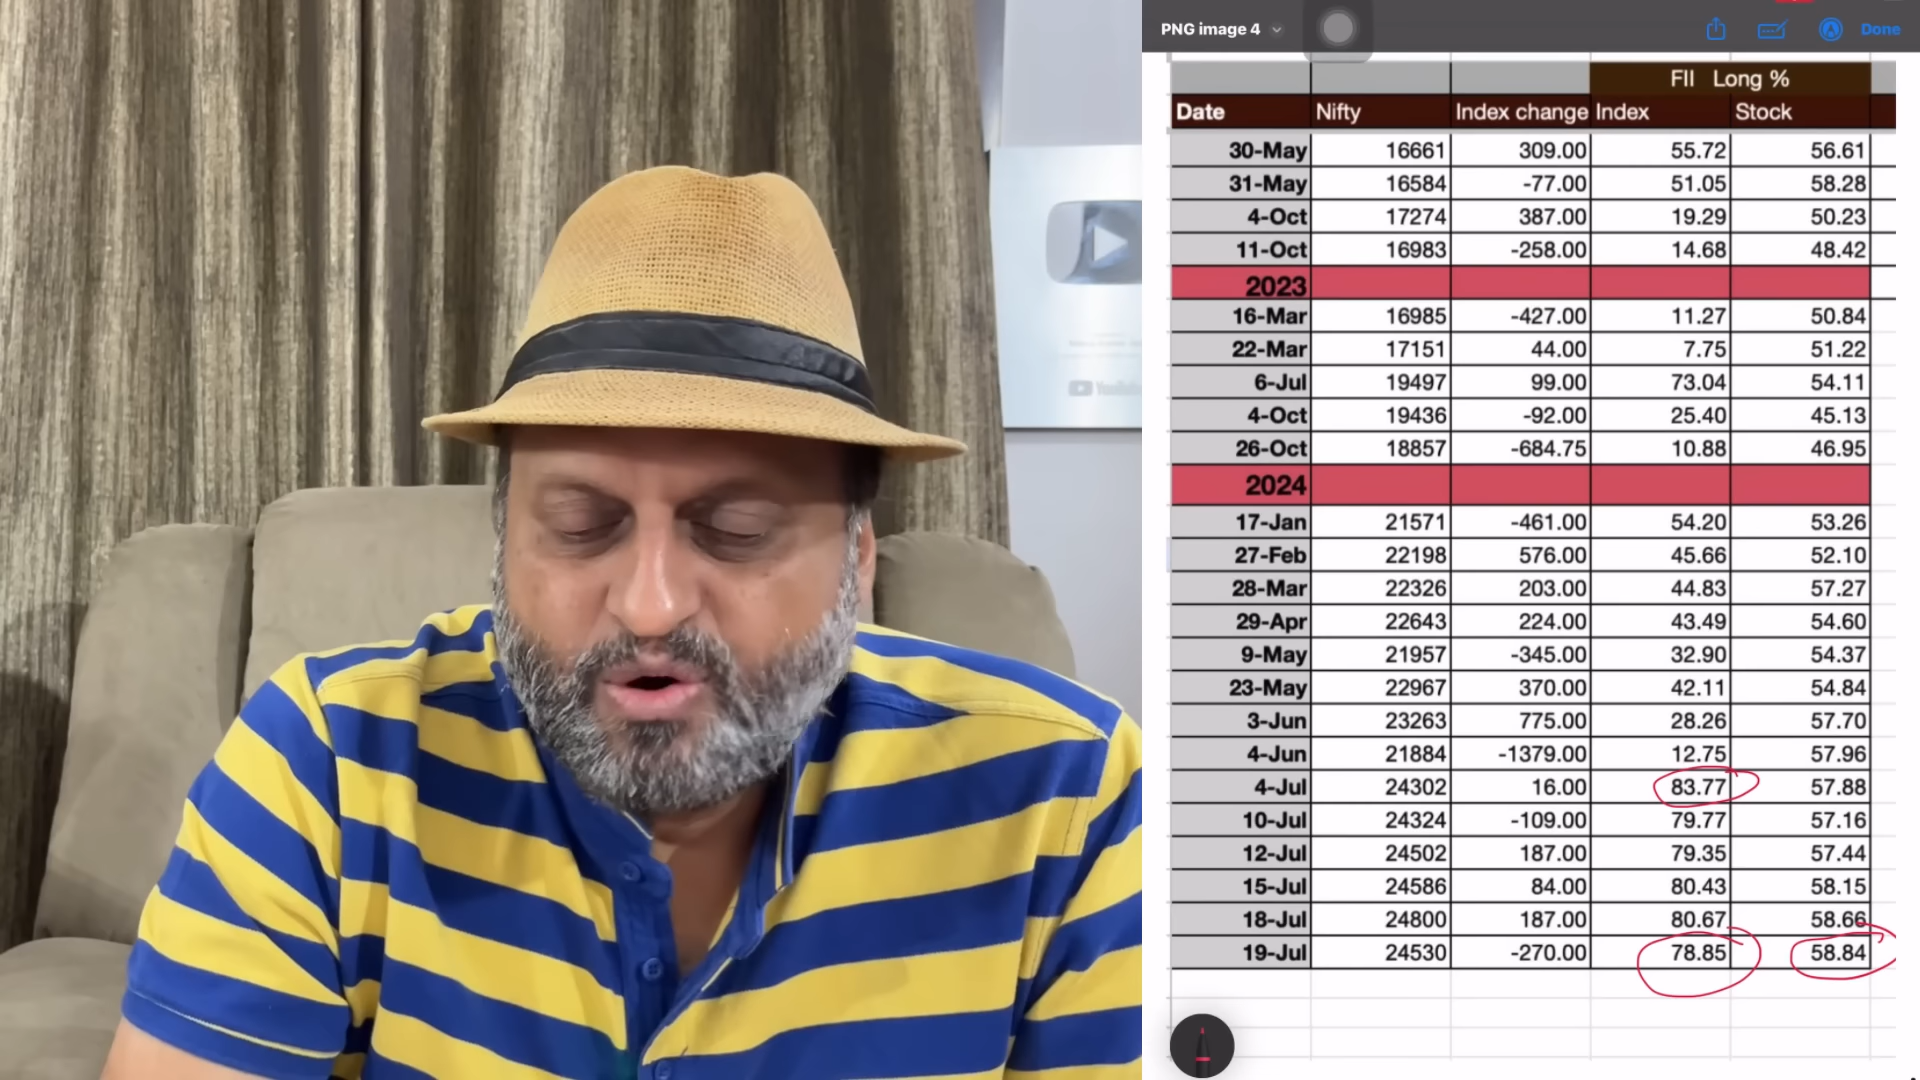 PNG image 4
Done
FII Long %
Date Nifty Index change Index Stock
30-May 16661 309.00 55.72 56.61
31-May 16584 -77.00 51.05 58.28
4-Oct 17274 387.00 19.29 50.23
11-Oct 16983 -258.00 14.68 48.42
2023
16-Mar 16985 -427.00 11.27 50.84
22-Mar 17151 44.00 7.75 51.22
6-Jul 19497 99.00 73.04 54.11
4-Oct 19436 -92.00 25.40 45.13
26-Oct 18857 -684.75 10.88 46.95
2024
17-Jan 21571 -461.00 54.20 53.26
27-Feb 22198 576.00 45.66 52.10
28-Mar 22326 203.00 44.83 57.27
29-Apr 22643 224.00 43.49 54.60
9-May 21957 -345.00 32.90 54.37
23-May 22967 370.00 42.11 54.84
3-Jun 23263 775.00 28.26 57.70
4-Jun 21884 -1379.00 12.75 57.96
4-Jul 24302 16.00 83.77 57.88
10-Jul 24324 -109.00 79.77 57.16
12-Jul 24502 187.00 79.35 57.44
15-Jul 24586 84.00 80.43 58.15
18-Jul 24800 187.00 80.67 58.66
19-Jul 24530 -270.00 78.85 58.84